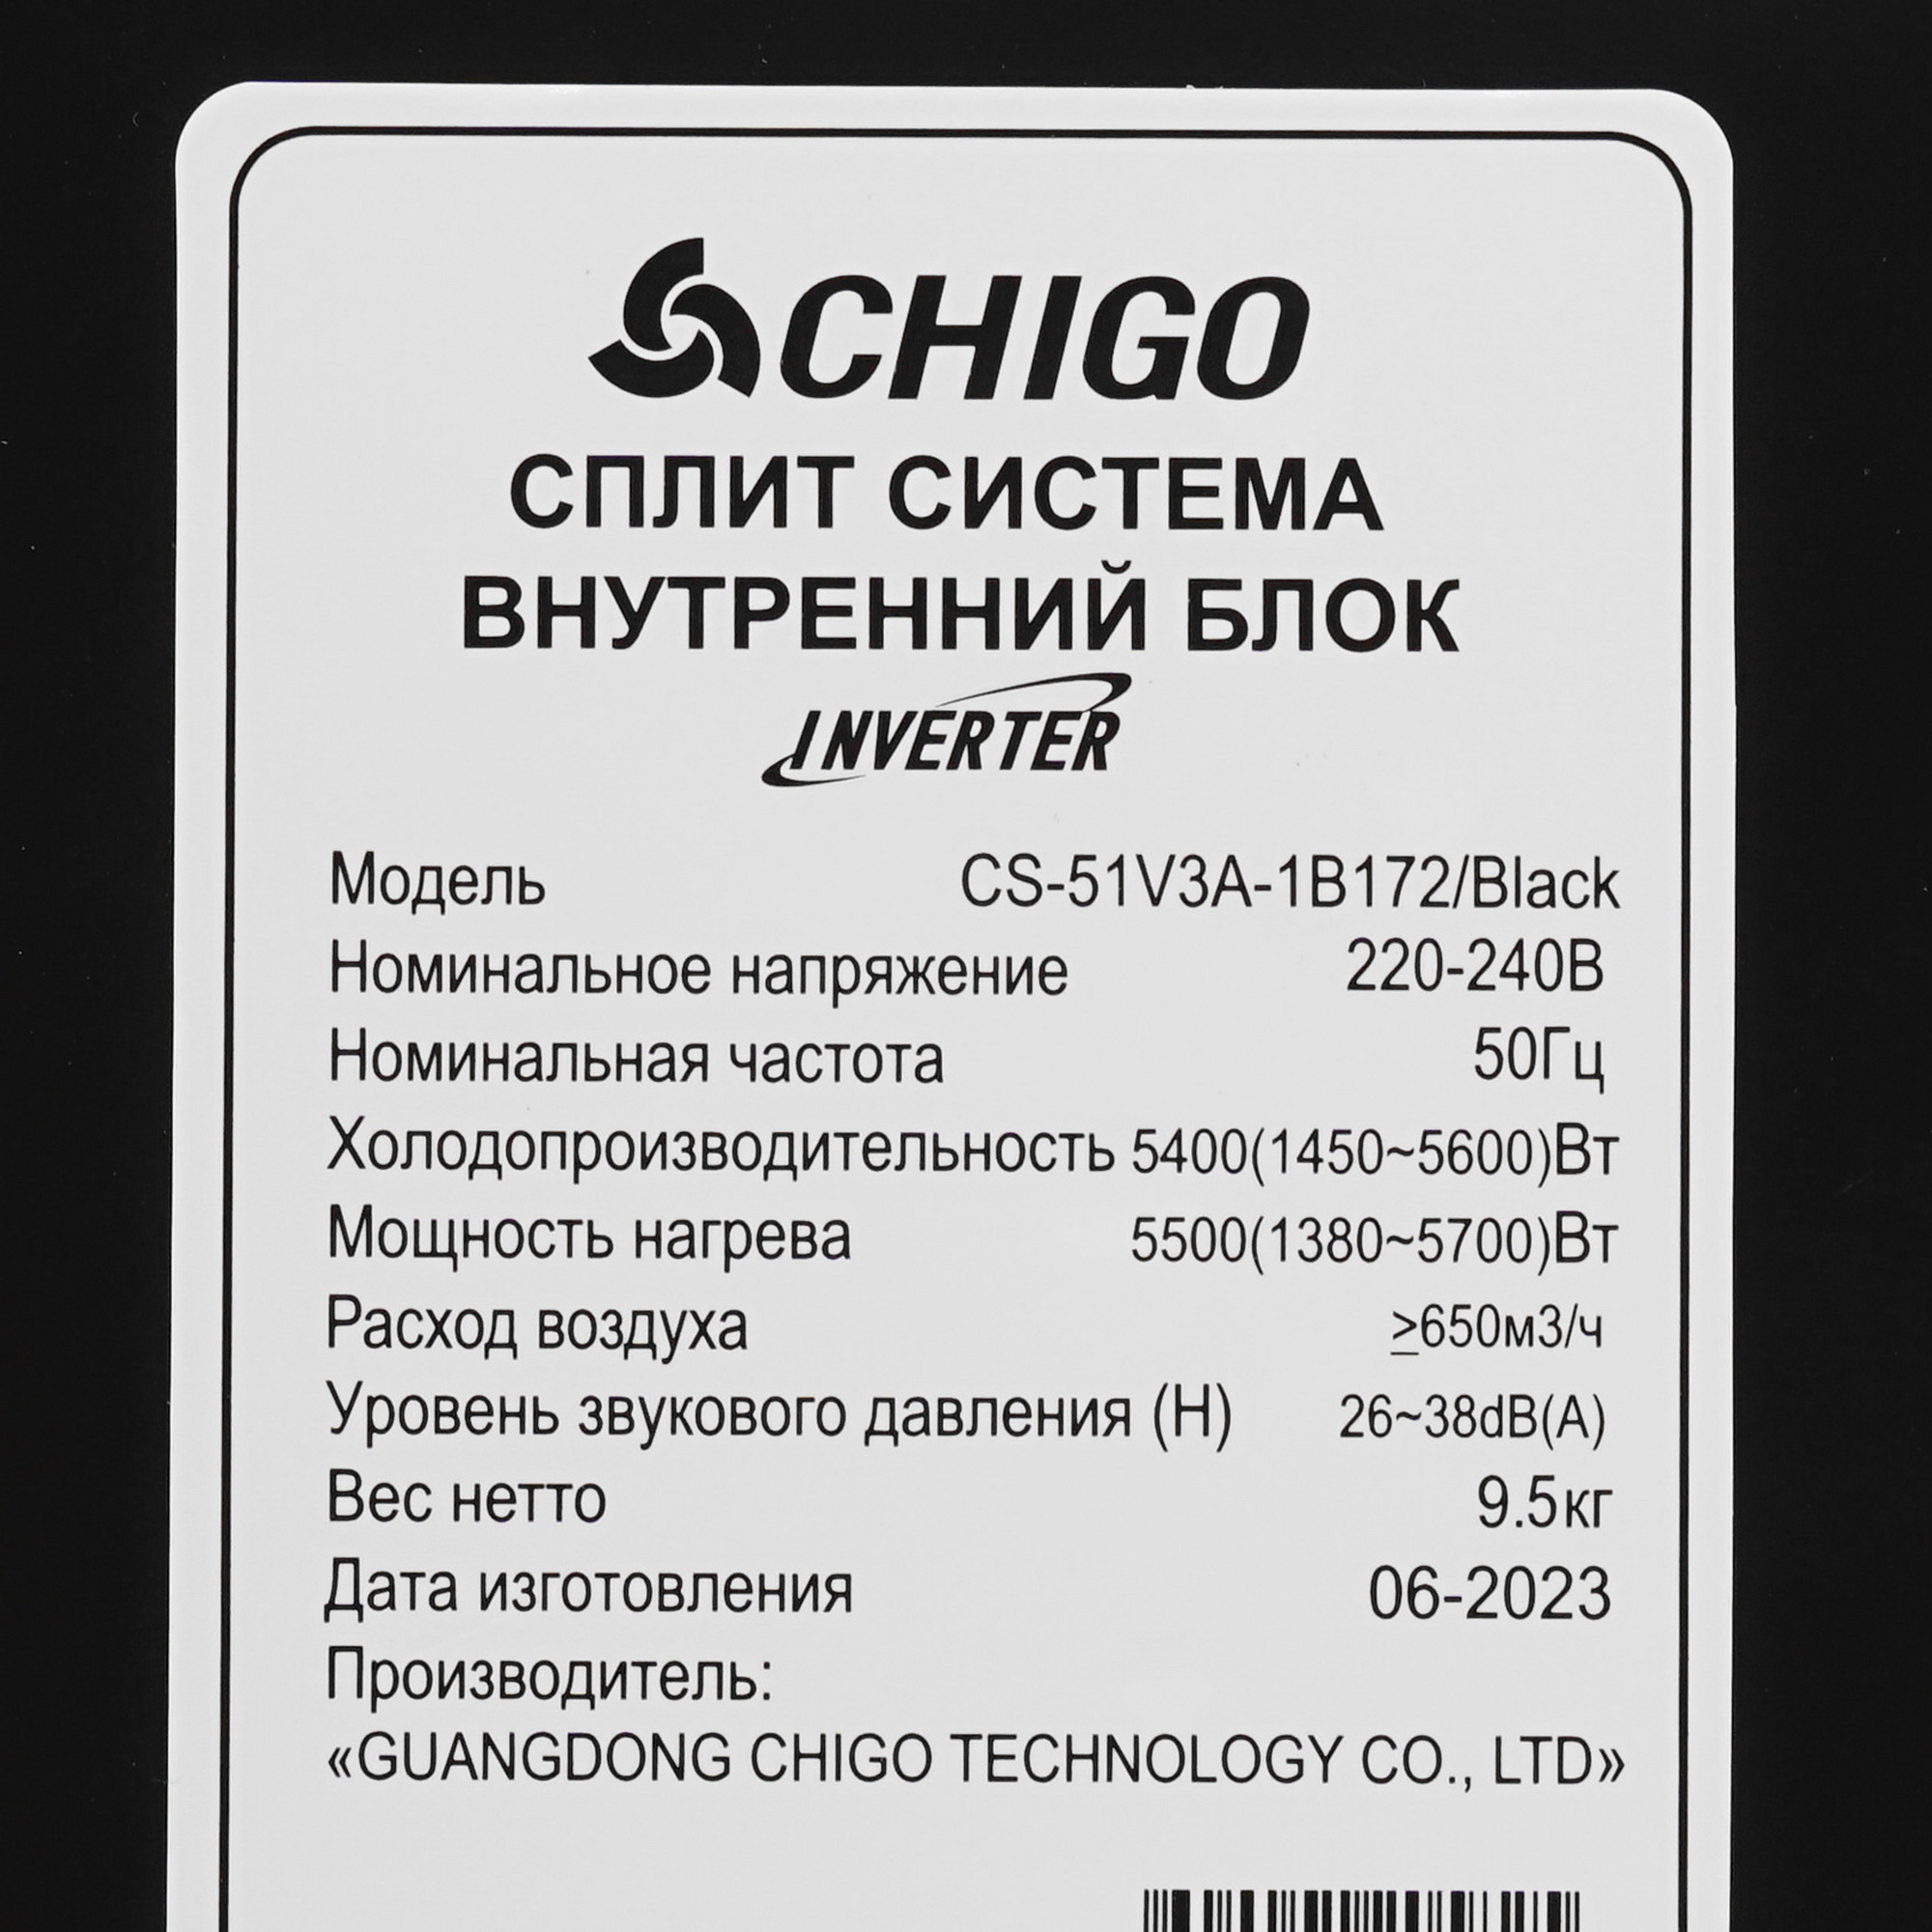 CHIGO
СПЛИТ СИСТЕМА
ВНУТРЕННИЙ БЛОК
INVERTER
Модель CS-51V3A-1B172/Black
Номинальное напряжение 220-240В
Номинальная частота 50Гц
Холодопроизводительность 5400(1450~5600)Вт
Мощность нагрева 5500(1380~5700)Вт
Расход воздуха ≥650м3/ч
Уровень звукового давления (Н) 26~38dB(A)
Вес нетто 9.5кг
Дата изготовления 06-2023
Производитель:
«GUANGDONG CHIGO TECHNOLOGY CO., LTD»